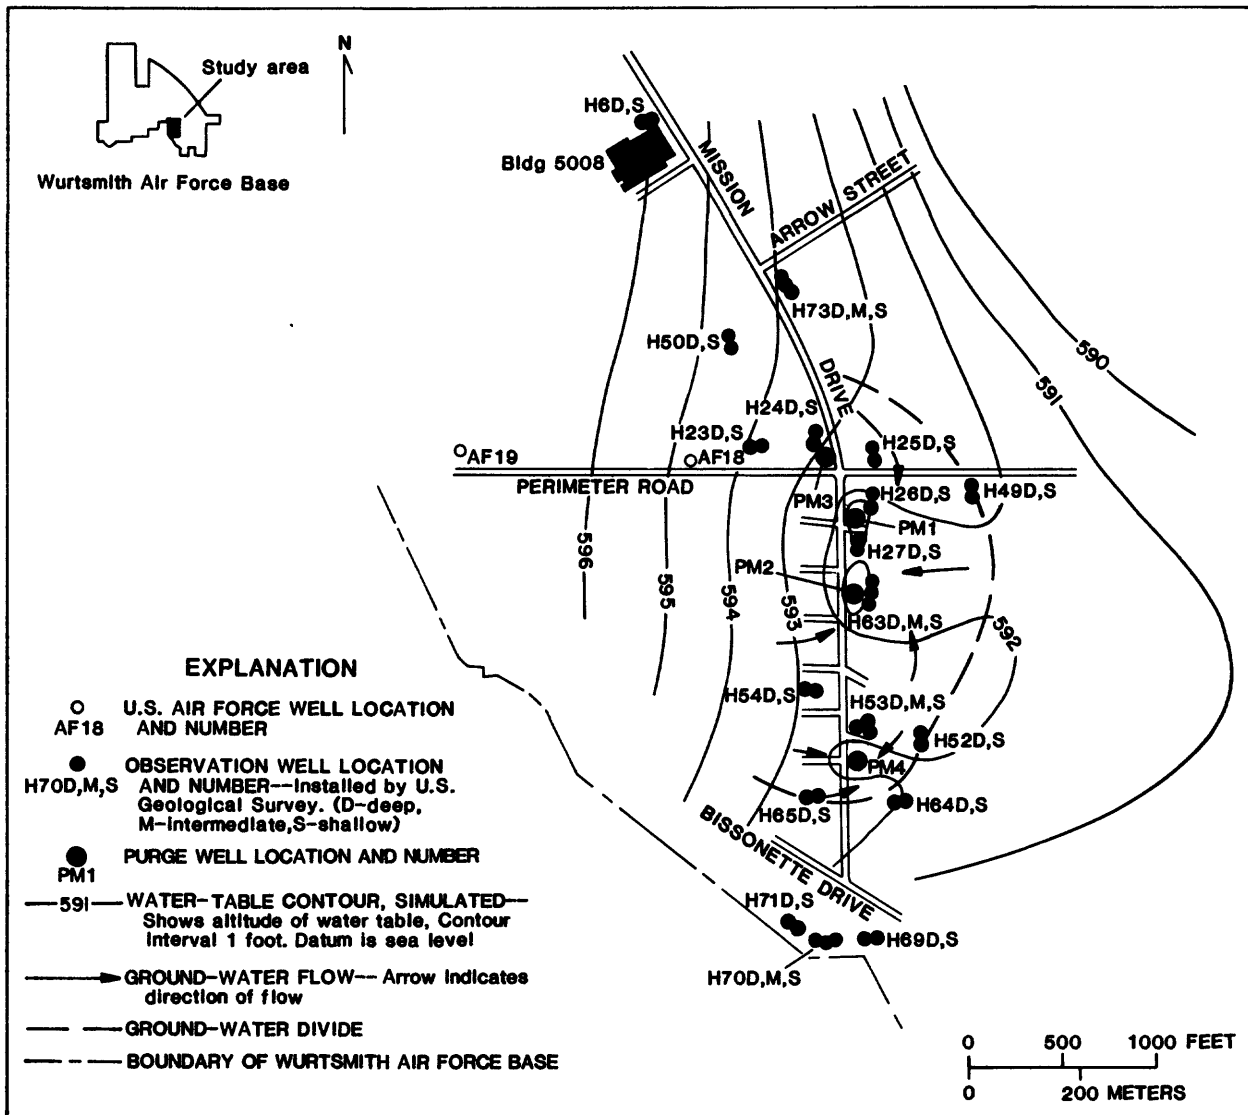 N
Study area
Wurtsmith Air Force Base
H6D,S
Bldg 5008
MISSION
ARROW STREET
H73D,M,S
H50D,S
DRIVE
590
591
H24D,S
H23D,S
H25D,S
AF19
AF18
PERIMETER ROAD
PM3
H26D,S
H49D,S
PM1
H27D,S
PM2
596
595
594
593
592
H63D,M,S
H54D,S
H53D,M,S
H52D,S
PM4
H65D,S
H64D,S
BISSONETTE DRIVE
H71D,S
H69D,S
H70D,M,S
EXPLANATION
U.S. AIR FORCE WELL LOCATION
AF18 AND NUMBER
OBSERVATION WELL LOCATION
H70D,M,S AND NUMBER--Installed by U.S.
Geological Survey. (D-deep,
M-intermediate,S-shallow)
PURGE WELL LOCATION AND NUMBER
PM1
591 WATER-TABLE CONTOUR, SIMULATED--
Shows altitude of water table, Contour
interval 1 foot. Datum is sea level
GROUND-WATER FLOW-- Arrow indicates
direction of flow
GROUND-WATER DIVIDE
BOUNDARY OF WURTSMITH AIR FORCE BASE
0 500 1000 FEET
0 200 METERS